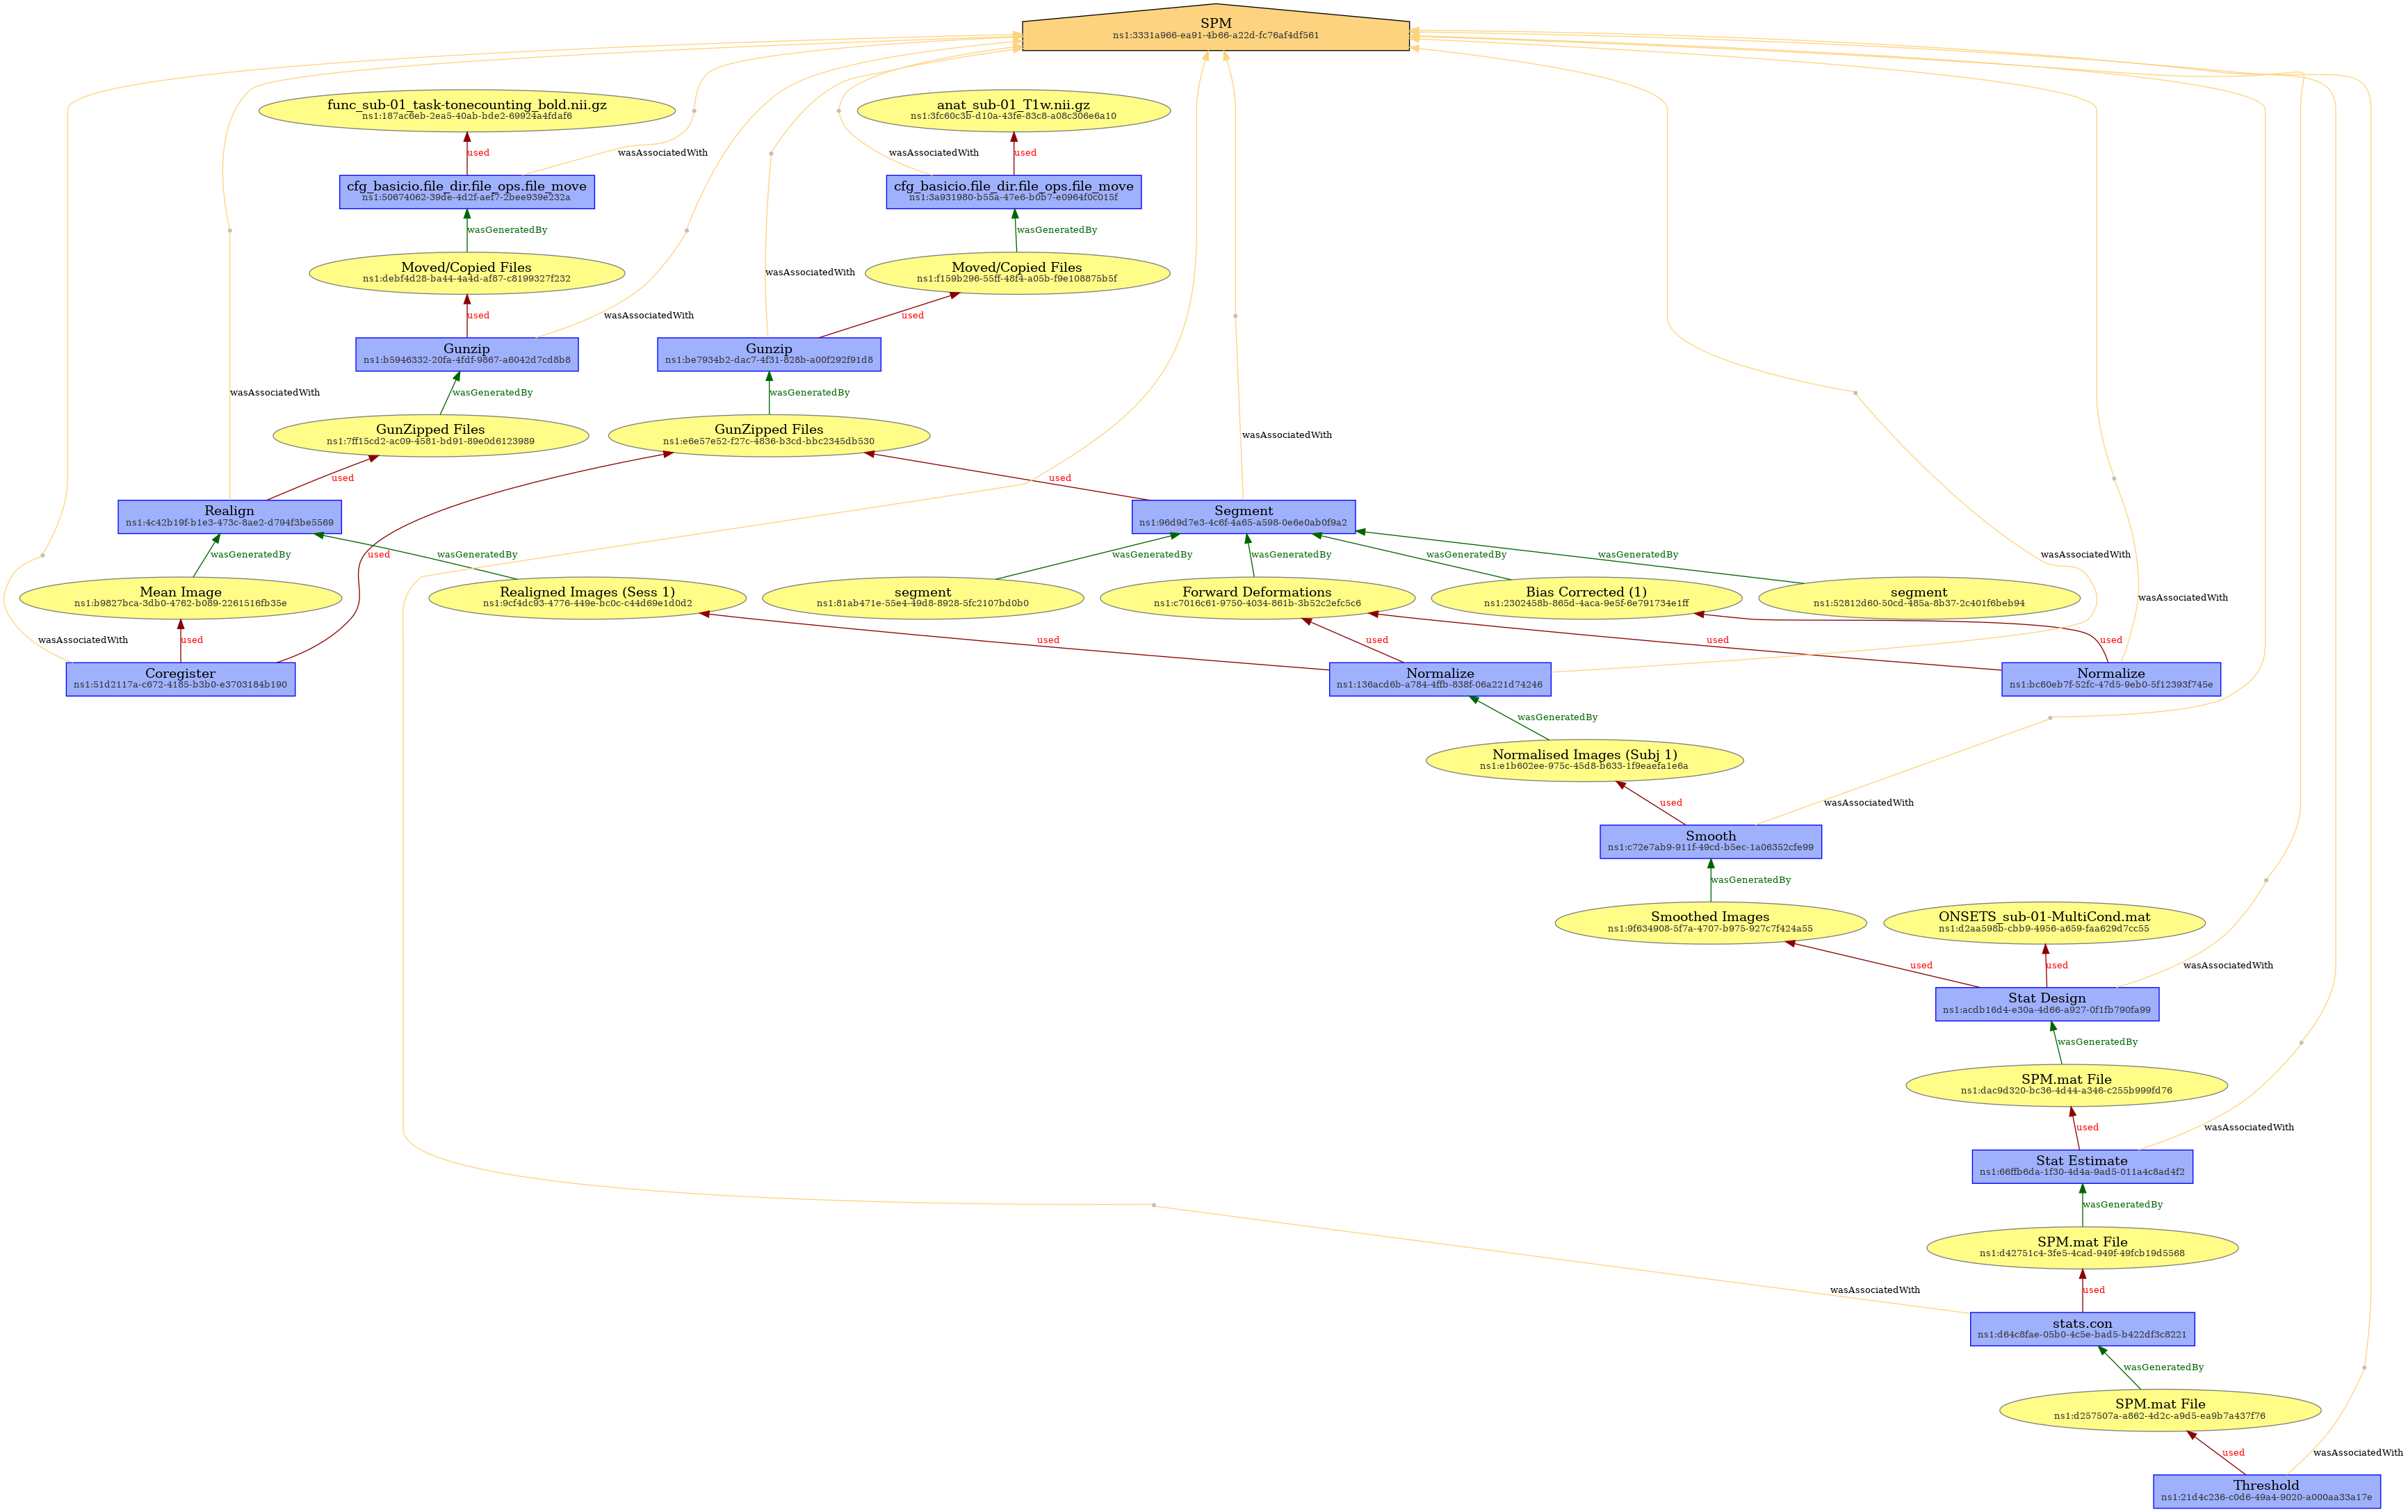 SPM
ns1:3331a966-ea91-4b66-a22d-fc76af4df561
func_sub-01_task-tonecounting_bold.nii.gz
ns1:187ac6eb-2ea5-40ab-bde2-69924a4fdaf6
anat_sub-01_T1w.nii.gz
ns1:3fc60c3b-d10a-43fe-83c8-a08c306e6a10
used
wasAssociatedWith
wasAssociatedWith
used
cfg_basicio.file_dir.file_ops.file_move
ns1:50674062-39de-4d2f-aef7-2bee939e232a
cfg_basicio.file_dir.file_ops.file_move
ns1:3a931980-b55a-47e6-b0b7-e0964f0c015f
wasGeneratedBy
wasGeneratedBy
Moved/Copied Files
ns1:debf4d28-ba44-4a4d-af87-c8199327f232
wasAssociatedWith
Moved/Copied Files
ns1:f159b296-55ff-48f4-a05b-f9e108875b5f
used
wasAssociatedWith
used
Gunzip
ns1:b5946332-20fa-4fdf-9867-a6042d7cd8b8
Gunzip
ns1:be7934b2-dac7-4f31-828b-a00f292f91d8
wasAssociatedWith
wasGeneratedBy
wasGeneratedBy
GunZipped Files
ns1:7ff15cd2-ac09-4581-bd91-89e0d6123989
GunZipped Files
ns1:e6e57e52-f27c-4836-b3cd-bbc2345db530
wasAssociatedWith
used
used
Realign
ns1:4c42b19f-b1e3-473c-8ae2-d794f3be5569
Segment
ns1:96d9d7e3-4c6f-4a65-a598-0e6e0ab0f9a2
wasGeneratedBy
used
wasGeneratedBy
wasGeneratedBy
wasGeneratedBy
wasGeneratedBy
wasGeneratedBy
wasAssociatedWith
Mean Image
ns1:b9827bca-3db0-4762-b089-2261516fb35e
Realigned Images (Sess 1)
ns1:9cf4dc93-4776-449e-bc0c-c44d69e1d0d2
segment
ns1:81ab471e-55e4-49d8-8928-5fc2107bd0b0
Forward Deformations
ns1:c7016c61-9750-4034-861b-3b52c2efc5c6
Bias Corrected (1)
ns1:2302458b-865d-4aca-9e5f-6e791734e1ff
segment
ns1:52812d60-50cd-485a-8b37-2c401f6beb94
wasAssociatedWith
wasAssociatedWith
used
used
used
used
used
Coregister
ns1:51d2117a-c672-4185-b3b0-e3703184b190
Normalize
ns1:136acd6b-a784-4ffb-838f-06a221d74246
Normalize
ns1:bc60eb7f-52fc-47d5-9eb0-5f12393f745e
wasGeneratedBy
Normalised Images (Subj 1)
ns1:e1b602ee-975c-45d8-b633-1f9eaefa1e6a
used
wasAssociatedWith
Smooth
ns1:c72e7ab9-911f-49cd-b5ec-1a06352cfe99
wasGeneratedBy
Smoothed Images
ns1:9f634908-5f7a-4707-b975-927c7f424a55
ONSETS_sub-01-MultiCond.mat
ns1:d2aa598b-cbb9-4956-a659-faa629d7cc55
used
used
wasAssociatedWith
Stat Design
ns1:acdb16d4-e30a-4d66-a927-0f1fb790fa99
wasGeneratedBy
SPM.mat File
ns1:dac9d320-bc36-4d44-a346-c255b999fd76
used
wasAssociatedWith
Stat Estimate
ns1:66ffb6da-1f30-4d4a-9ad5-011a4c8ad4f2
wasGeneratedBy
SPM.mat File
ns1:d42751c4-3fe5-4cad-949f-49fcb19d5568
wasAssociatedWith
used
stats.con
ns1:d64c8fae-05b0-4c5e-bad5-b422df3c8221
wasGeneratedBy
SPM.mat File
ns1:d257507a-a862-4d2c-a9d5-ea9b7a437f76
used
wasAssociatedWith
Threshold
ns1:21d4c236-c0d6-49a4-9020-a000aa33a17e